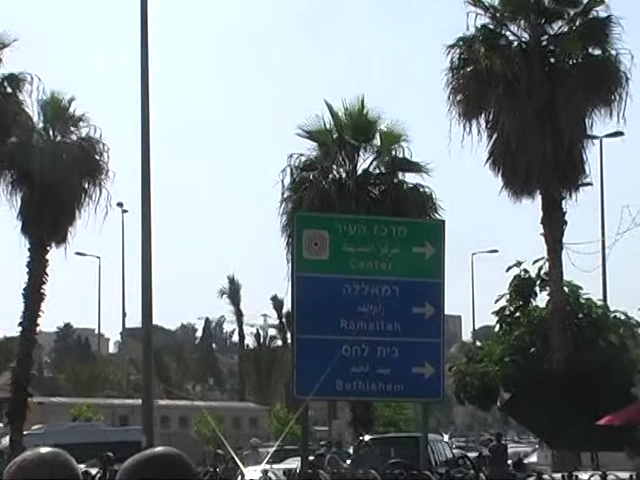 מרכז העיר
مركز المدينة
Center
רמאללה
رام الله
Ramallah
בית לחם
بيت لحم
Bethlehem